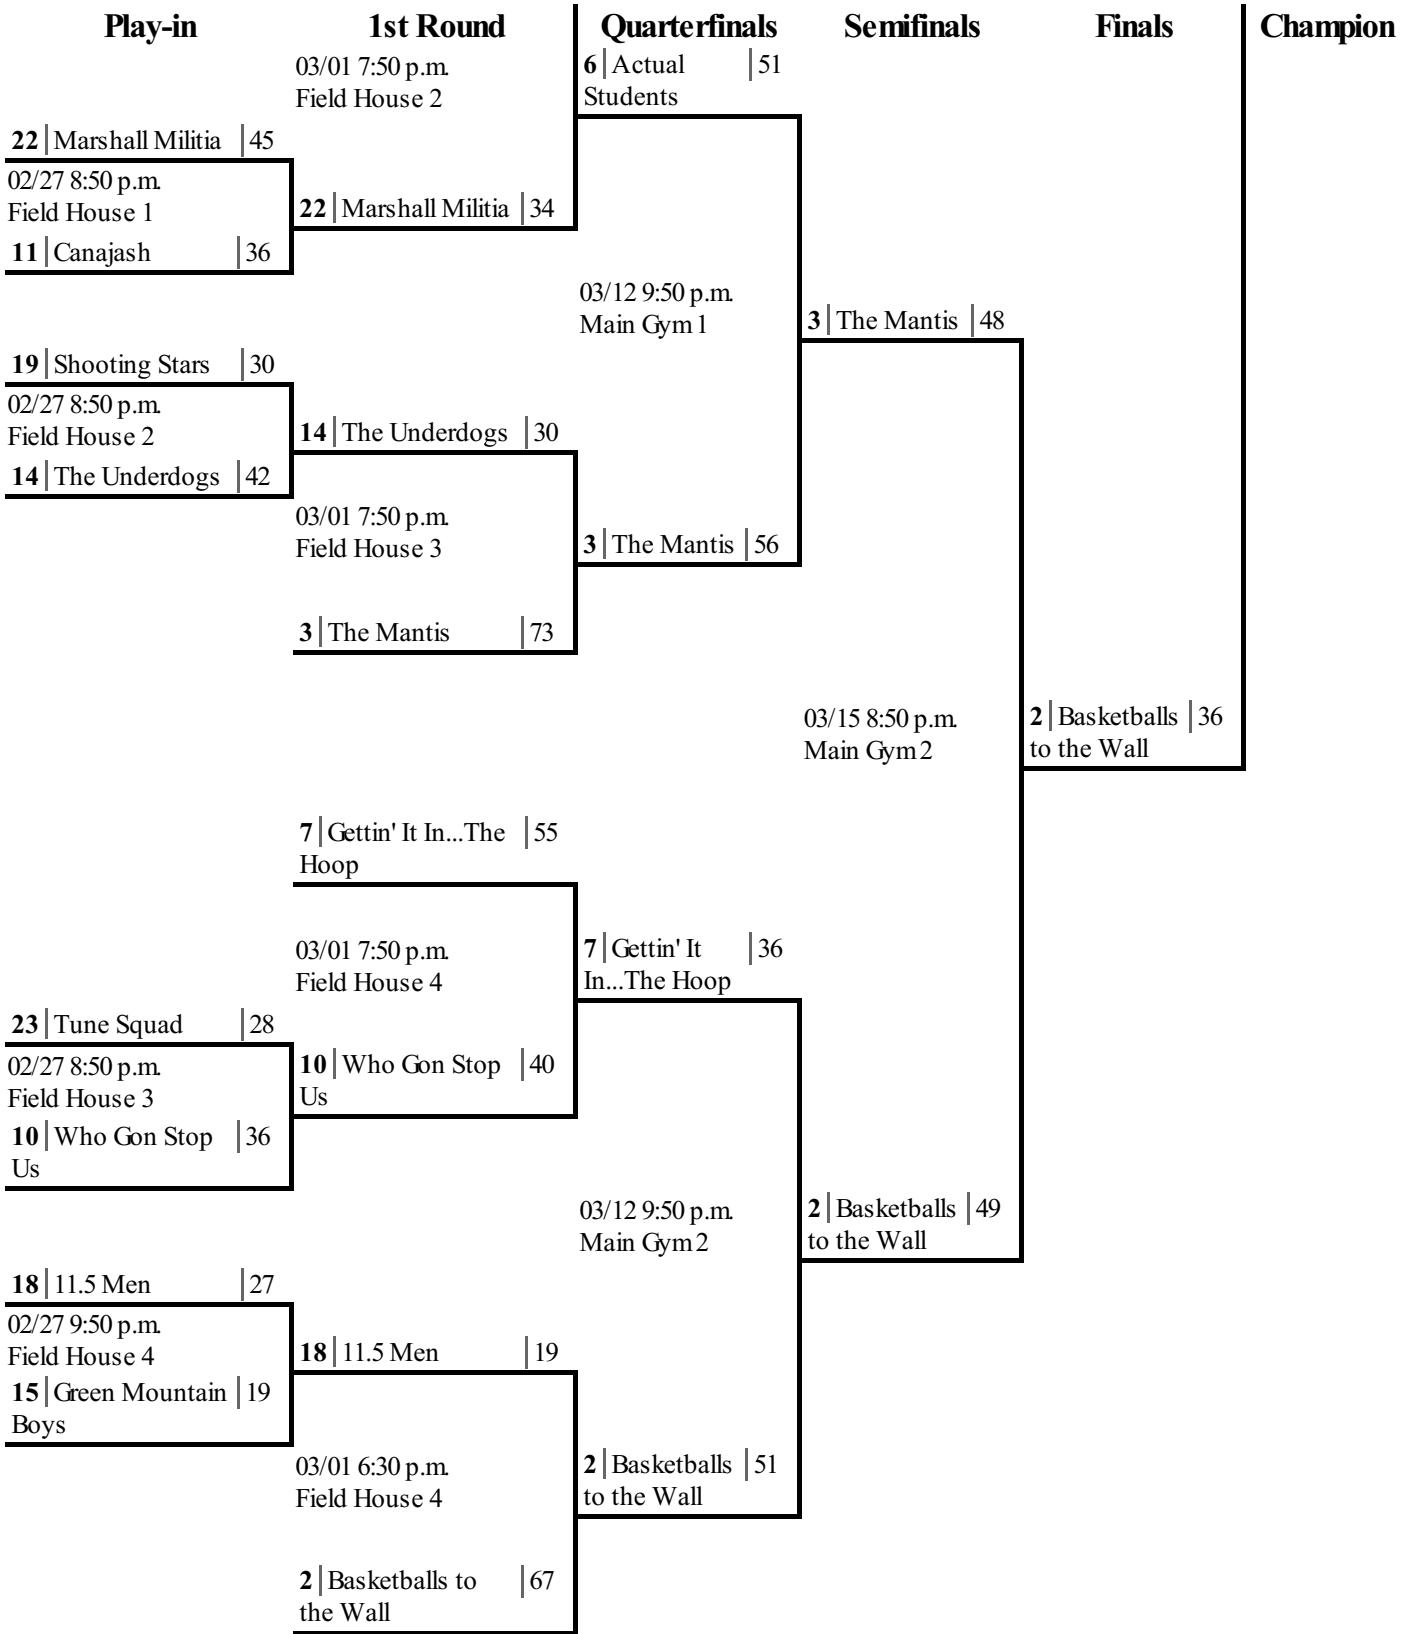 Play-in
1st Round
Quarterfinals
Semifinals
Finals
Champion
03/01 7:50 p.m.
Field House 2
6 Actual 51
Students
22 Marshall Militia 45
02/27 8:50 p.m.
Field House 1
22 Marshall Militia 34
11 Canajash 36
03/12 9:50 p.m.
Main Gym 1
3 The Mantis 48
19 Shooting Stars 30
02/27 8:50 p.m.
Field House 2
14 The Underdogs 30
14 The Underdogs 42
03/01 7:50 p.m.
Field House 3
3 The Mantis 56
3 The Mantis 73
03/15 8:50 p.m.
Main Gym 2
2 Basketballs 36
to the Wall
7 Gettin' It In...The 55
Hoop
03/01 7:50 p.m.
Field House 4
7 Gettin' It 36
In...The Hoop
23 Tune Squad 28
02/27 8:50 p.m.
Field House 3
10 Who Gon Stop 40
Us
10 Who Gon Stop 36
Us
03/12 9:50 p.m.
Main Gym 2
2 Basketballs 49
to the Wall
18 11.5 Men 27
02/27 9:50 p.m.
Field House 4
18 11.5 Men 19
15 Green Mountain 19
Boys
03/01 6:30 p.m.
Field House 4
2 Basketballs 51
to the Wall
2 Basketballs to 67
the Wall